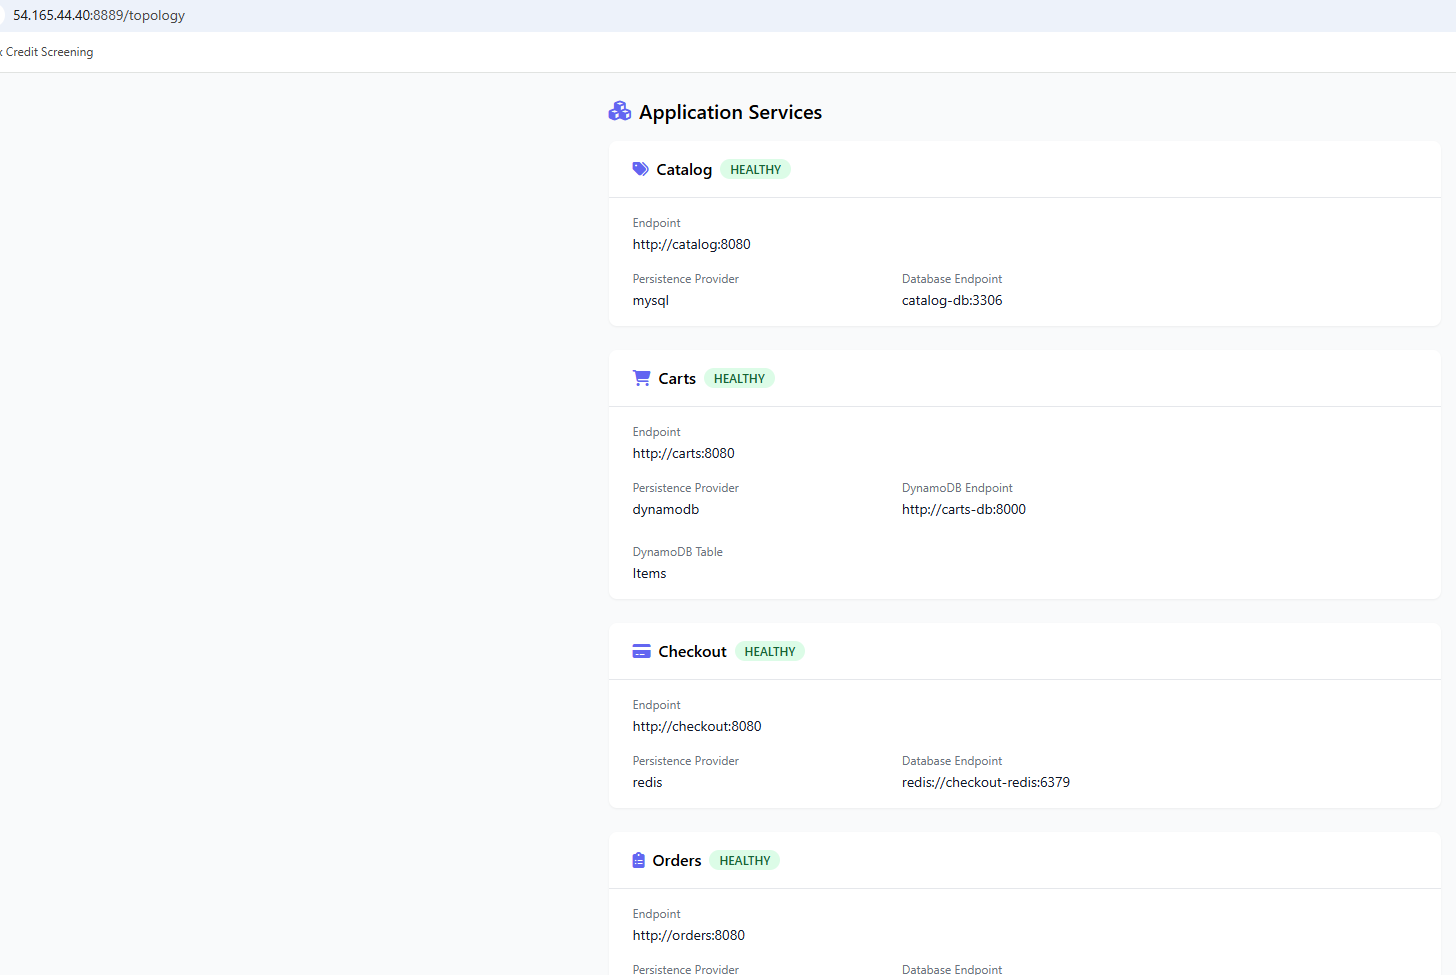 54.165.44.40:8889/topology
Credit Screening
Application Services
Catalog HEALTHY
Endpoint
http://catalog:8080
Persistence Provider Database Endpoint
mysql catalog-db:3306
Carts HEALTHY
Endpoint
http://carts:8080
Persistence Provider DynamoDB Endpoint
dynamodb http://carts-db:8000
DynamoDB Table
Items
Checkout HEALTHY
Endpoint
http://checkout:8080
Persistence Provider Database Endpoint
redis redis://checkout-redis:6379
Orders HEALTHY
Endpoint
http://orders:8080
Persistence Provider Database Endpoint